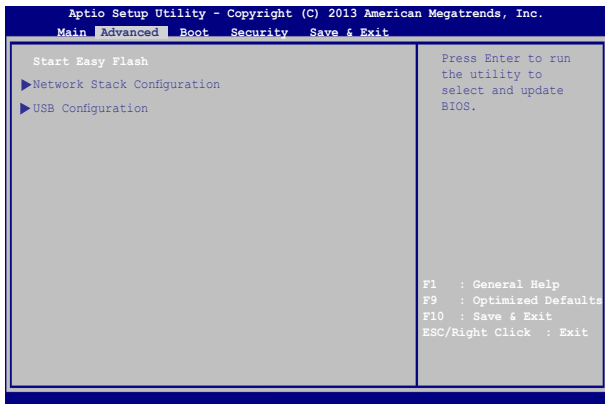 Aptio Setup Utility - Copyright (C) 2013 American Megatrends, Inc.
Main Advanced Boot Security Save & Exit
Start Easy Flash
Network Stack Configuration
USB Configuration
Press Enter to run
the utility to
select and update
BIOS.
F1 : General Help
F9 : Optimized Defaults
F10 : Save & Exit
ESC/Right Click : Exit